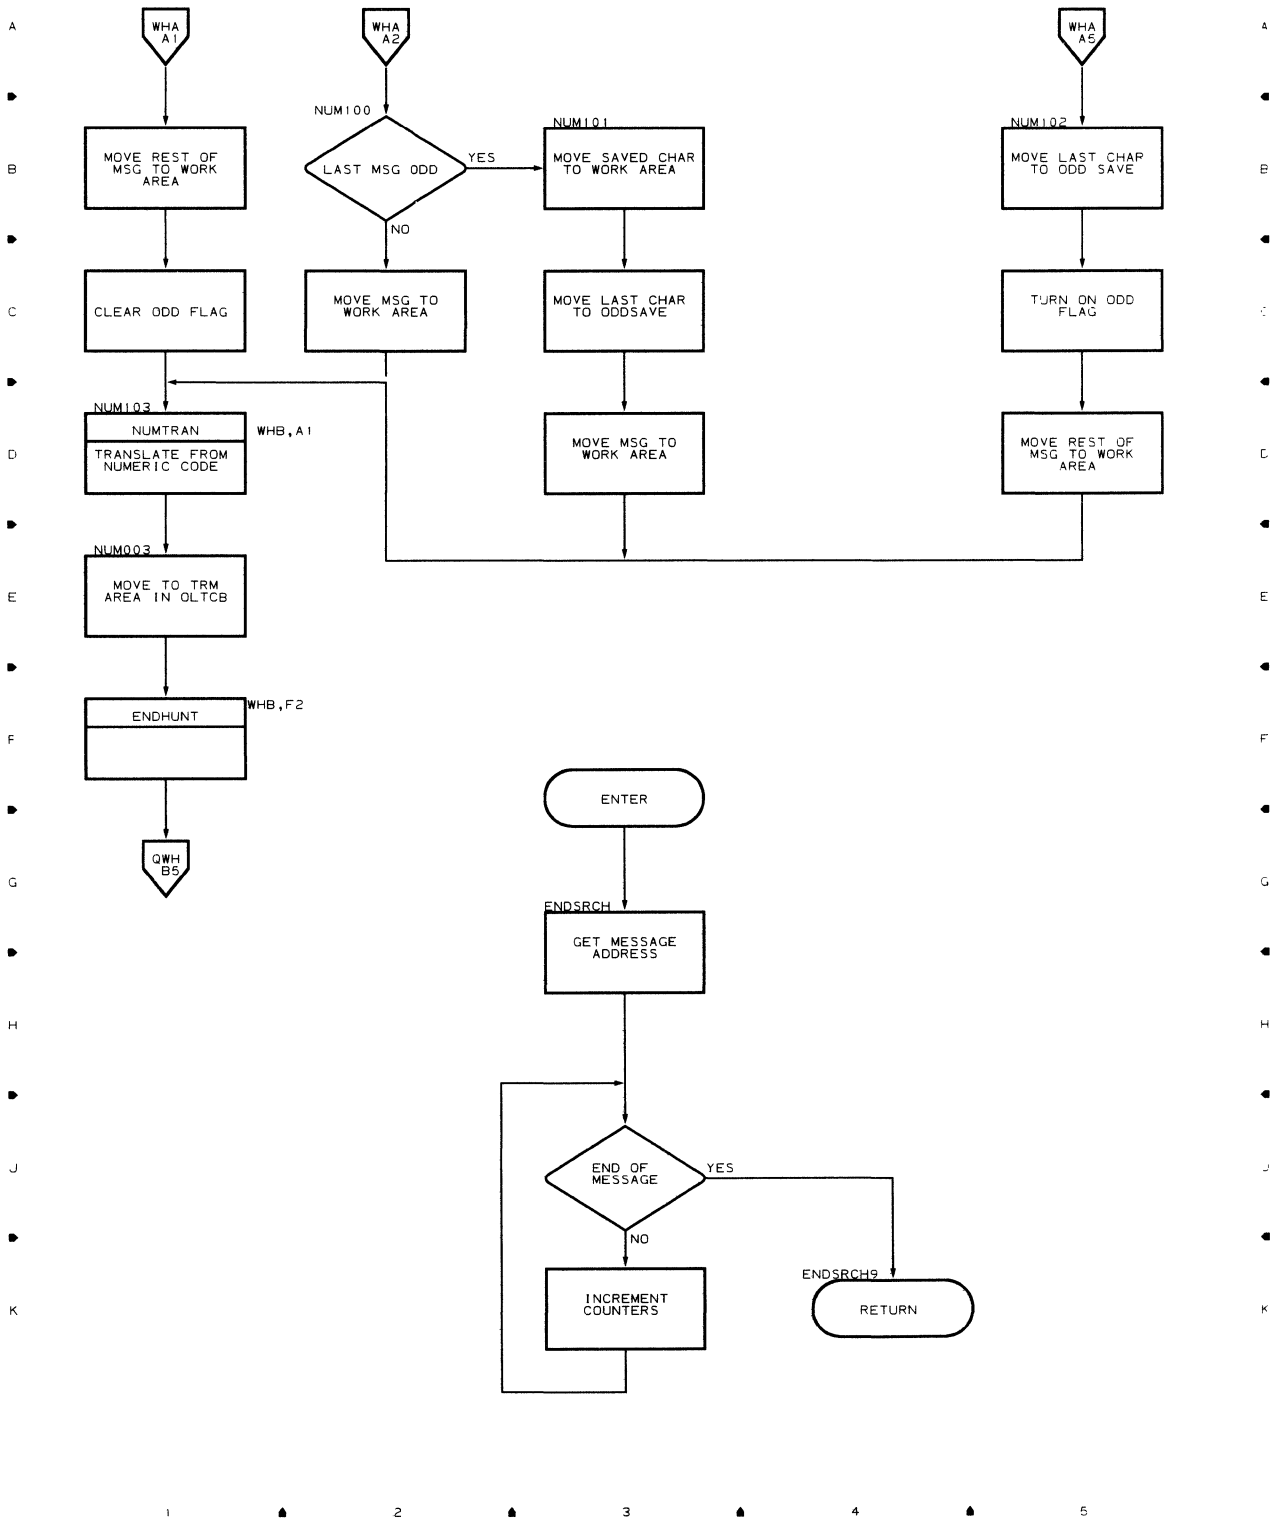 A
WHA
A1
WHA
A2
WHA
A5
A
NUM100
NUM101
NUM102
B
MOVE REST OF
MSG TO WORK
AREA
LAST MSG ODD
YES
MOVE SAVED CHAR
TO WORK AREA
MOVE LAST CHAR
TO ODD SAVE
B
NO
C
CLEAR ODD FLAG
MOVE MSG TO
WORK AREA
MOVE LAST CHAR
TO ODDSAVE
TURN ON ODD
FLAG
NUM103
D
NUMTRAN
WHB,A1
TRANSLATE FROM
NUMERIC CODE
MOVE MSG TO
WORK AREA
MOVE REST OF
MSG TO WORK
AREA
NUM003
E
MOVE TO TRM
AREA IN OLTCB
E
WHB,F2
ENDHUNT
F
F
ENTER
QWH
B5
G
G
ENDSRCH
GET MESSAGE
ADDRESS
H
H
J
END OF
MESSAGE
YES
NO
ENDSRCH9
K
INCREMENT
COUNTERS
RETURN
K
1
2
3
4
5